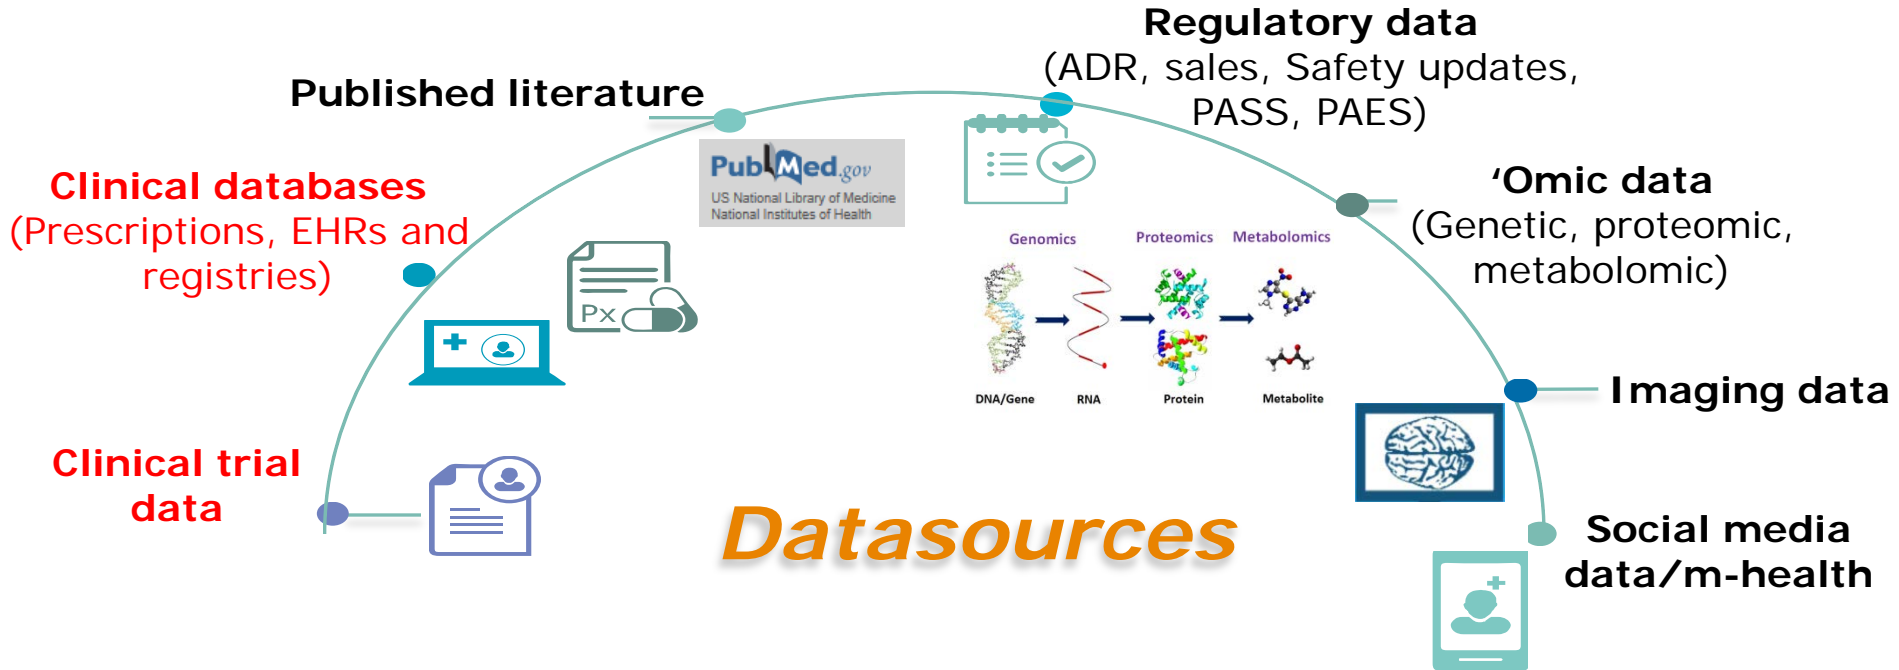 Regulatory data
(ADR, sales, Safety updates,
PASS, PAES)
Published literature
PubMed.gov
US National Library of Medicine
National Institutes of Health
Clinical databases
(Prescriptions, EHRs and
registries)
Px
‘Omic data
(Genetic, proteomic,
metabolomic)
Genomics Proteomics Metabolomics
DNA/Gene RNA Protein Metabolite
Imaging data
Clinical trial
data
Datasources
Social media
data/m-health